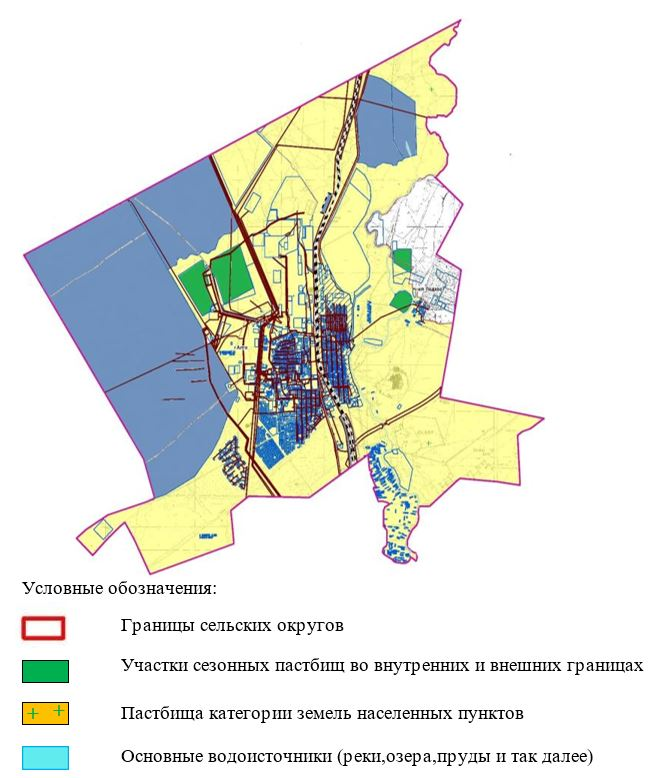 Условные обозначения:
Границы сельских округов
Участки сезонных пастбищ во внутренних и внешних границах
Пастбища категории земель населенных пунктов
Основные водоисточники (реки,озера,пруды и так далее)